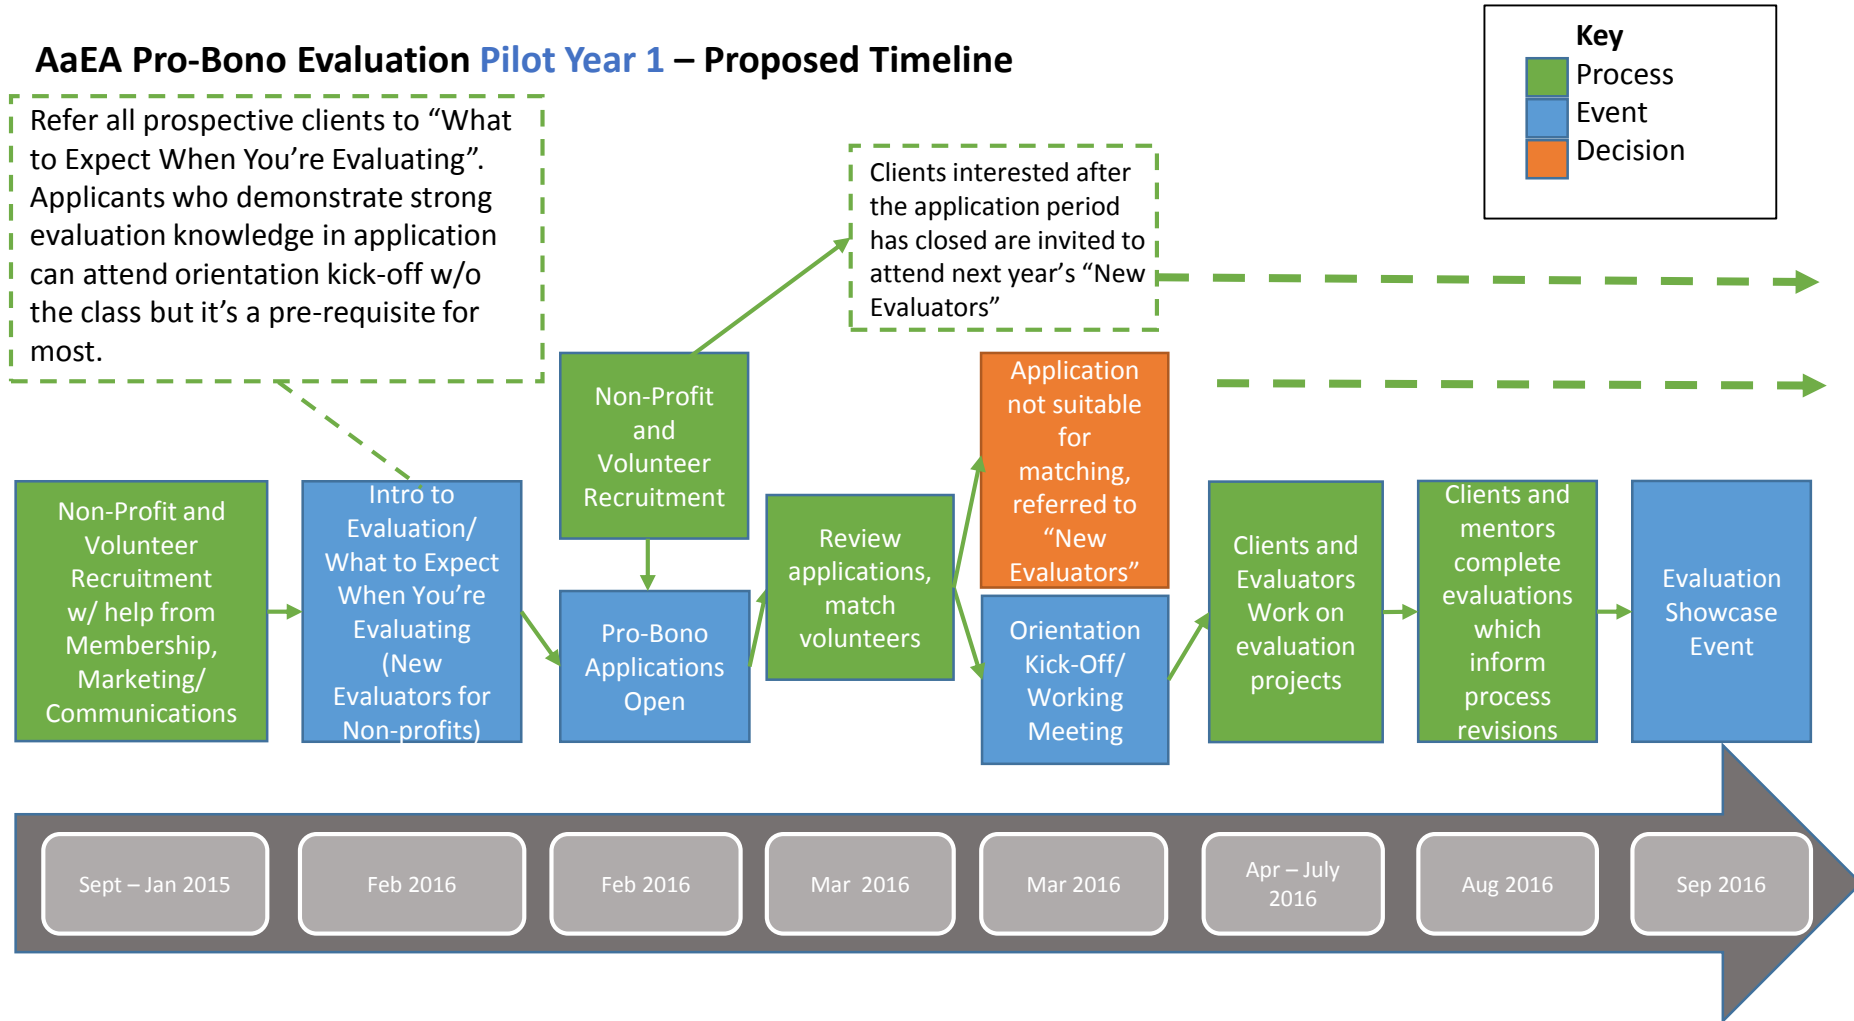 AaEA Pro-Bono Evaluation Pilot Year 1 – Proposed Timeline
Key
Process
Event
Decision
Refer all prospective clients to “What
to Expect When You’re Evaluating”.
Applicants who demonstrate strong
evaluation knowledge in application
can attend orientation kick-off w/o
the class but it’s a pre-requisite for
most.
Clients interested after
the application period
has closed are invited to
attend next year’s “New
Evaluators”
Non-Profit and
Volunteer
Recruitment
w/ help from
Membership,
Marketing/
Communications
Intro to
Evaluation/
What to Expect
When You’re
Evaluating
(New
Evaluators for
Non-profits)
Non-Profit
and
Volunteer
Recruitment
Pro-Bono
Applications
Open
Review
applications,
match
volunteers
Application
not suitable
for
matching,
referred to
“New
Evaluators”
Orientation
Kick-Off/
Working
Meeting
Clients and
Evaluators
Work on
evaluation
projects
Clients and
mentors
complete
evaluations
which
inform
process
revisions
Evaluation
Showcase
Event
Sept – Jan 2015
Feb 2016
Feb 2016
Mar 2016
Mar 2016
Apr – July
2016
Aug 2016
Sep 2016